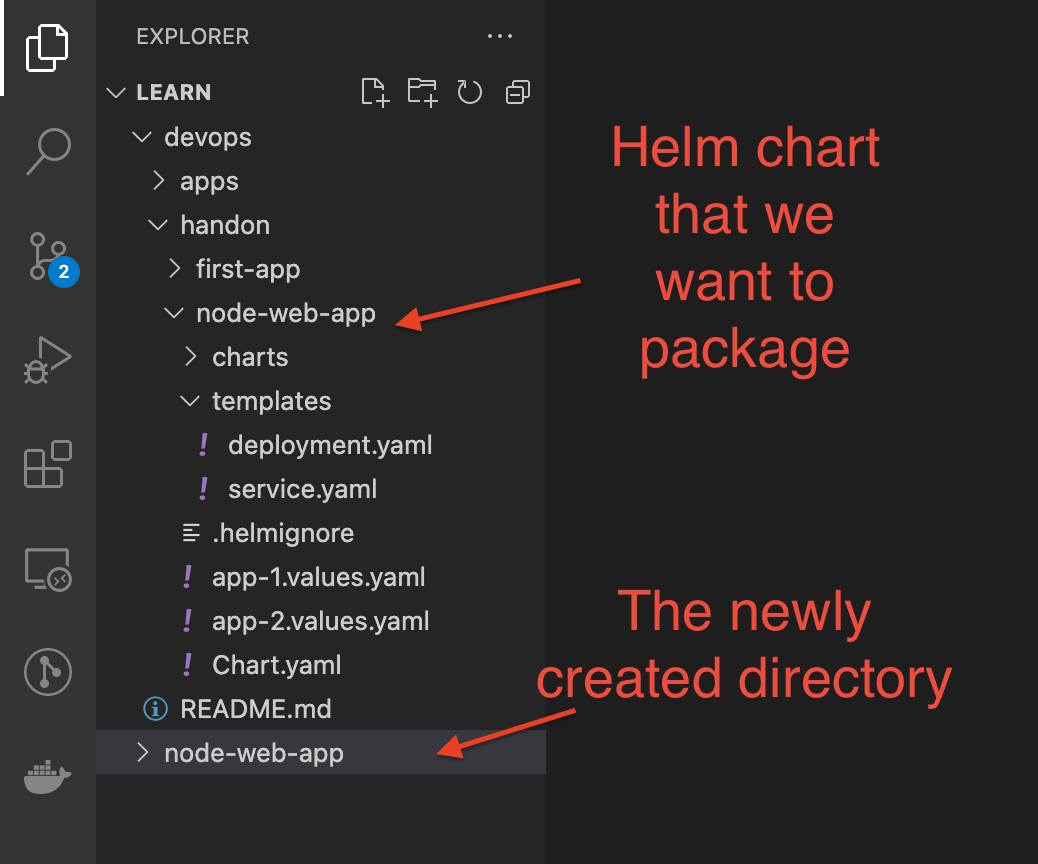 EXPLORER
LEARN
devops
apps
handon
first-app
node-web-app
charts
templates
! deployment.yaml
! service.yaml
.helmignore
! app-1.values.yaml
! app-2.values.yaml
! Chart.yaml
README.md
node-web-app
2
Helm chart
that we
want to
package
The newly
created directory